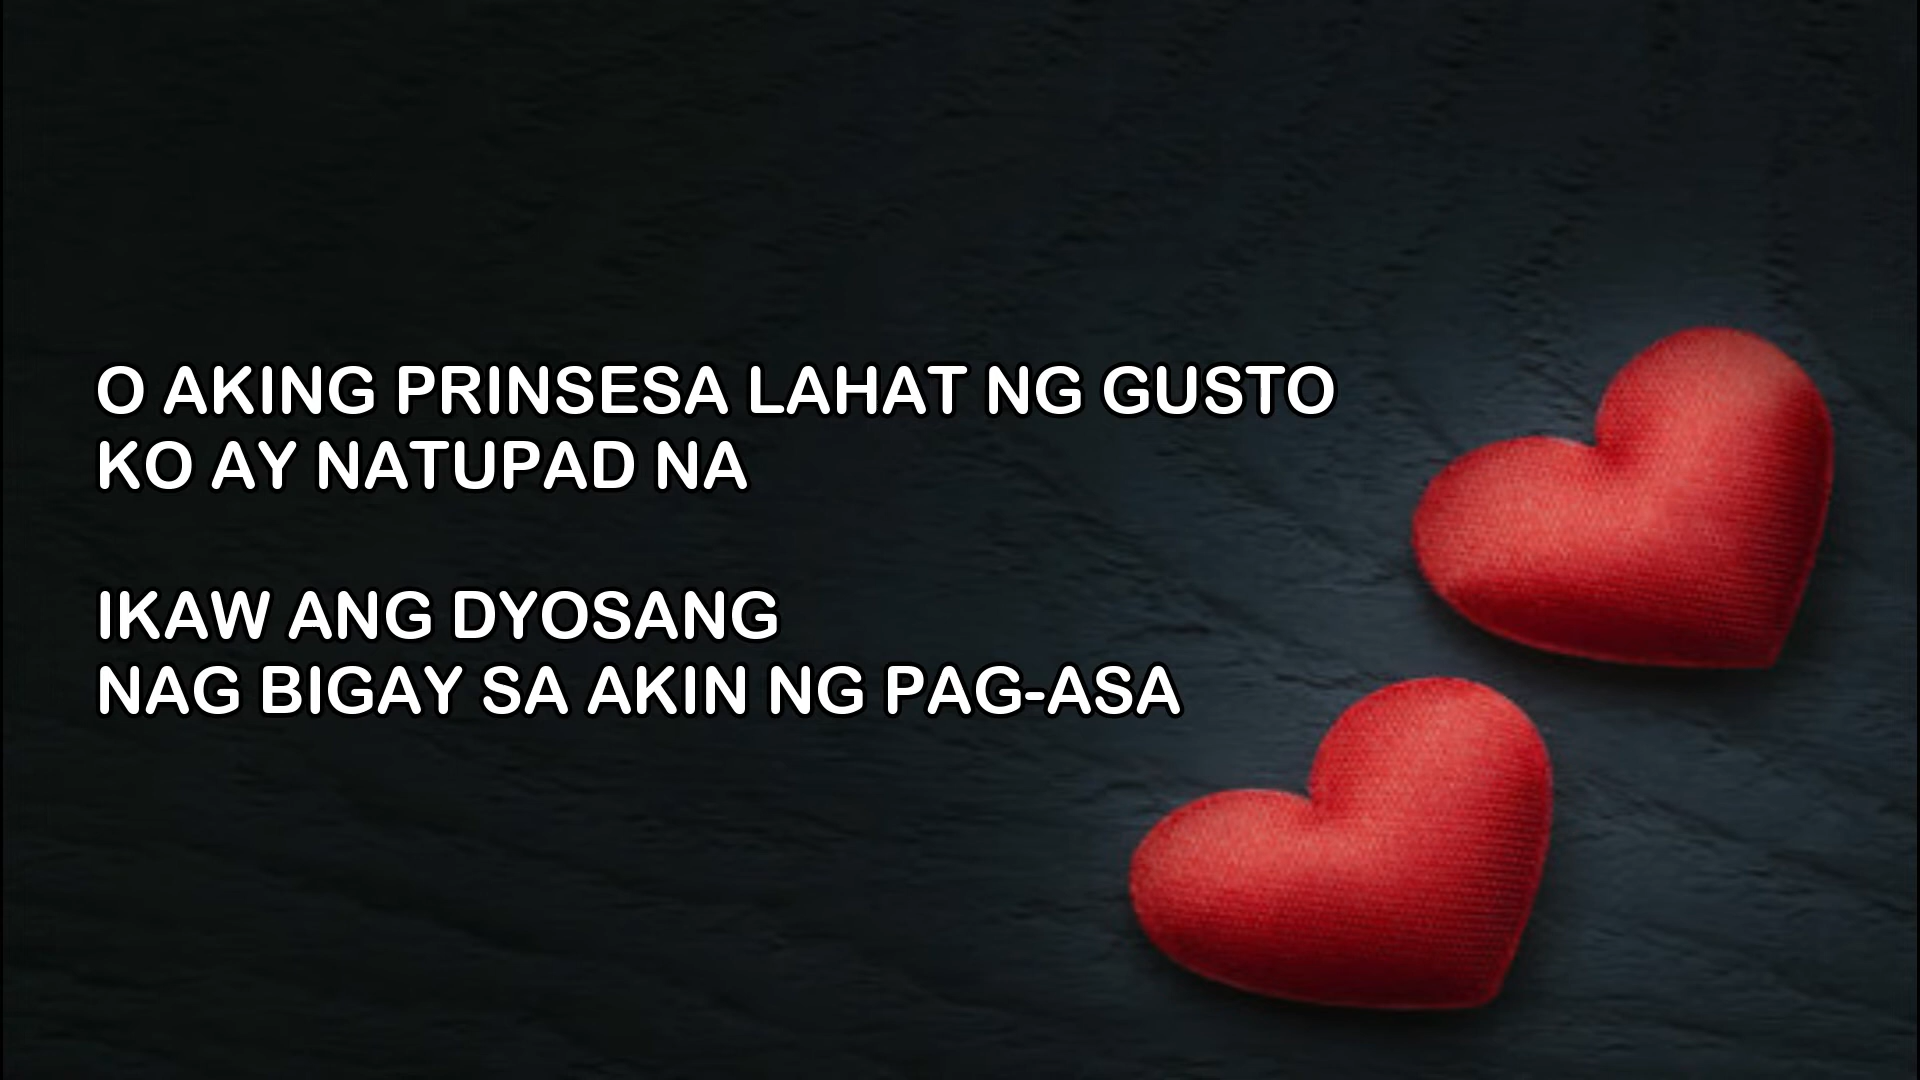 O AKING PRINSESA LAHAT NG GUSTO
KO AY NATUPAD NA
IKAW ANG DYOSANG
NAG BIGAY SA AKIN NG PAG-ASA